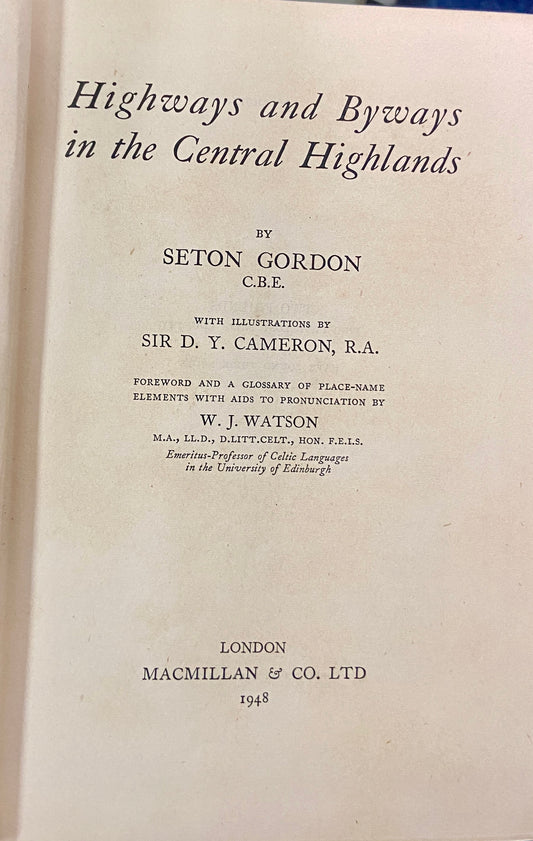 Highways and Byways
in the Central Highlands
BY
SETON GORDON
C.B.E.
WITH ILLUSTRATIONS BY
SIR D. Y. CAMERON, R.A.
FOREWORD AND A GLOSSARY OF PLACE-NAME
ELEMENTS WITH AIDS TO PRONUNCIATION BY
W. J. WATSON
M.A., LL.D., D.LITT.CELT., HON. F.E.I.S.
Emeritus-Professor of Celtic Languages
in the University of Edinburgh
LONDON
MACMILLAN & CO. LTD
1948